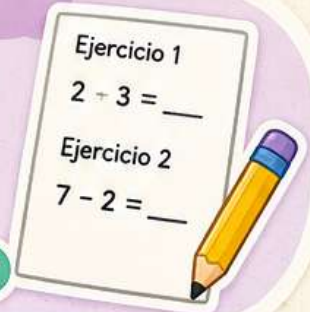 Ejercicio 1
2 + 3 = ___
Ejercicio 2
7 - 2 = ___